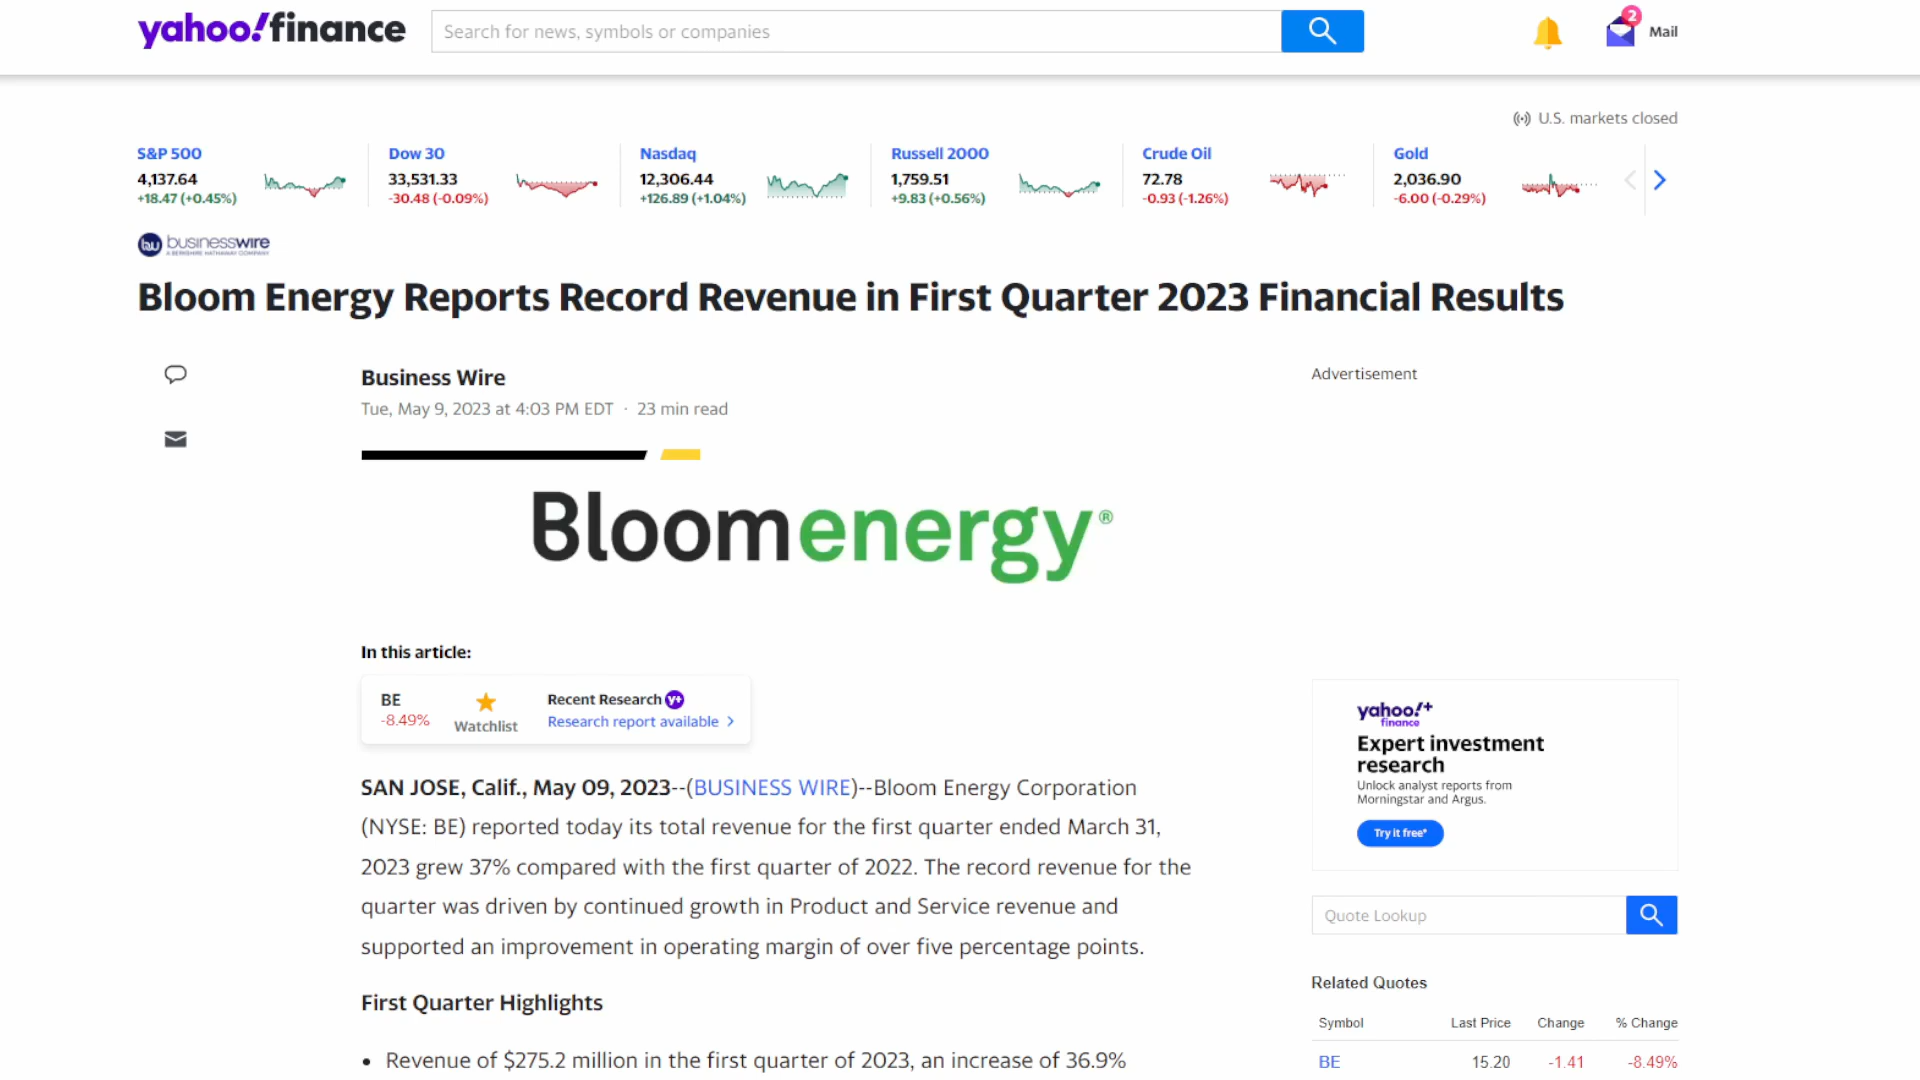 yahoo!finance
Search for news, symbols or companies
2
Mail
U.S. markets closed
S&P 500
4,137.64
+18.47 (+0.45%)
Dow 30
33,531.33
-30.48 (-0.09%)
Nasdaq
12,306.44
+126.89 (+1.04%)
Russell 2000
1,759.51
+9.83 (+0.56%)
Crude Oil
72.78
-0.93 (-1.26%)
Gold
2,036.90
-6.00 (-0.29%)
bw businesswire
A BERKSHIRE HATHAWAY COMPANY
Bloom Energy Reports Record Revenue in First Quarter 2023 Financial Results
Business Wire
Tue, May 9, 2023 at 4:03 PM EDT · 23 min read
Advertisement
Bloomenergy®
In this article:
BE
-8.49%
Watchlist
Recent Research y+
Research report available
SAN JOSE, Calif., May 09, 2023--(BUSINESS WIRE)--Bloom Energy Corporation
(NYSE: BE) reported today its total revenue for the first quarter ended March 31,
2023 grew 37% compared with the first quarter of 2022. The record revenue for the
quarter was driven by continued growth in Product and Service revenue and
supported an improvement in operating margin of over five percentage points.
First Quarter Highlights
• Revenue of $275.2 million in the first quarter of 2023, an increase of 36.9%
yahoo!+
finance
Expert investment
research
Unlock analyst reports from
Morningstar and Argus.
Try it free*
Quote Lookup
Related Quotes
Symbol Last Price Change % Change
BE 15.20 -1.41 -8.49%